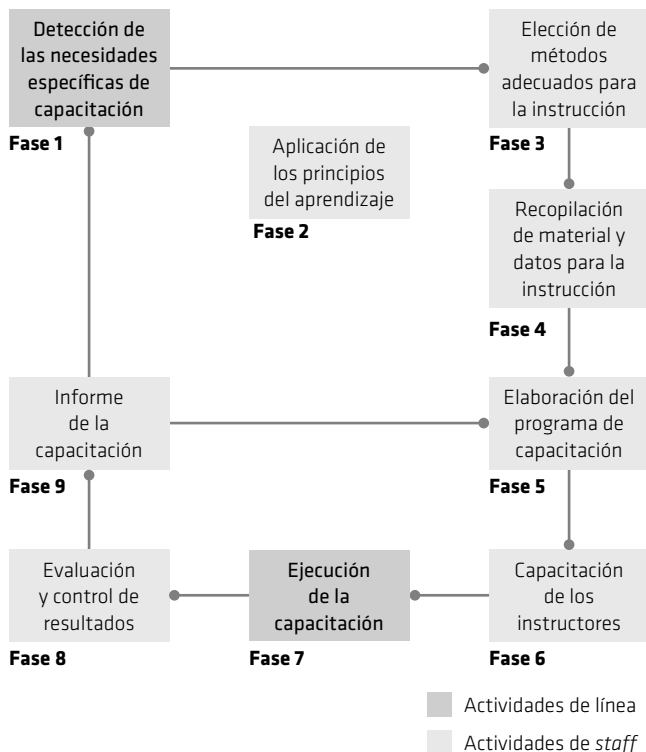 Detección de
las necesidades
específicas de
capacitación
Fase 1
Elección de
métodos
adecuados para
la instrucción
Fase 3
Aplicación de
los principios
del aprendizaje
Fase 2
Recopilación
de material y
datos para la
instrucción
Fase 4
Informe
de la
capacitación
Fase 9
Elaboración del
programa de
capacitación
Fase 5
Evaluación
y control de
resultados
Fase 8
Ejecución
de la
capacitación
Fase 7
Capacitación
de los
instructores
Fase 6
Actividades de línea
Actividades de staff